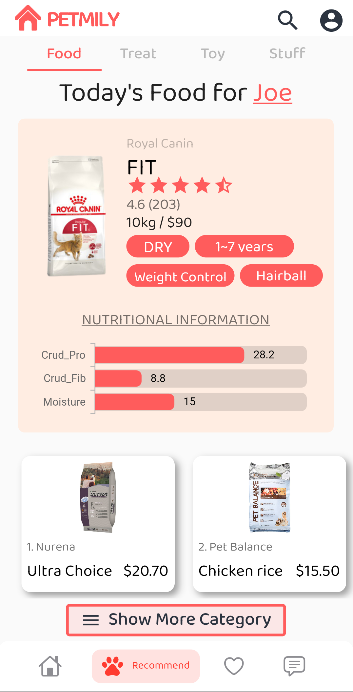 PETMILY
Food Treat Toy Stuff
Today's Food for Joe
Royal Canin
FIT
4.6 (203)
10kg / $90
DRY 1~7 years
Weight Control Hairball
ROYAL CANIN
FIT
NUTRITIONAL INFORMATION
Crud_Pro 28.2
Crud_Fib 8.8
Moisture 15
PET BALANCE
1. Nurena
Ultra Choice $20.70
2. Pet Balance
Chicken rice $15.50
Show More Category
Recommend